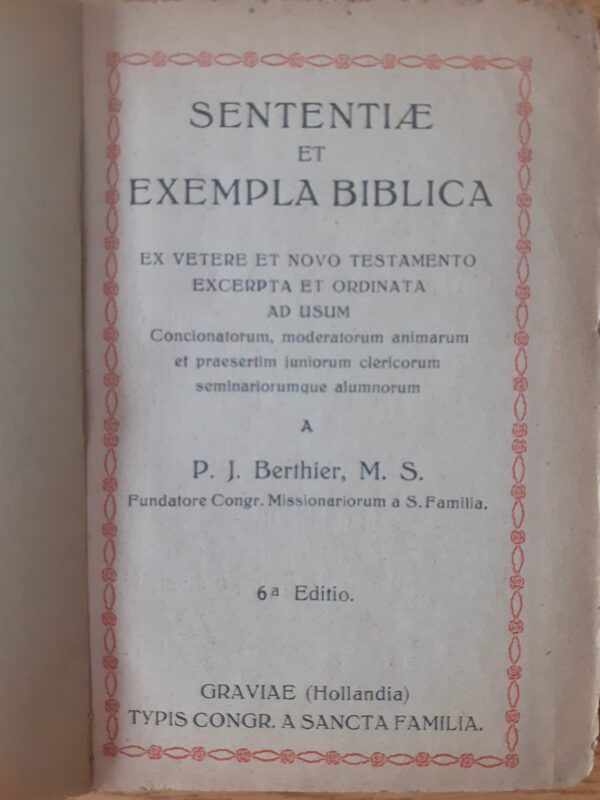 SENTENTIÆ
ET
EXEMPLA BIBLICA
EX VETERE ET NOVO TESTAMENTO
EXCERPTA ET ORDINATA
AD USUM
Concionatorum, moderatorum animarum
et praesertim juniorum clericorum
seminariorumque alumnorum
A
P. J. Berthier, M. S.
Fundatore Congr. Missionariorum a S. Familia.
6ª Editio.
GRAVIAE (Hollandia)
TYPIS CONGR. A SANCTA FAMILIA.